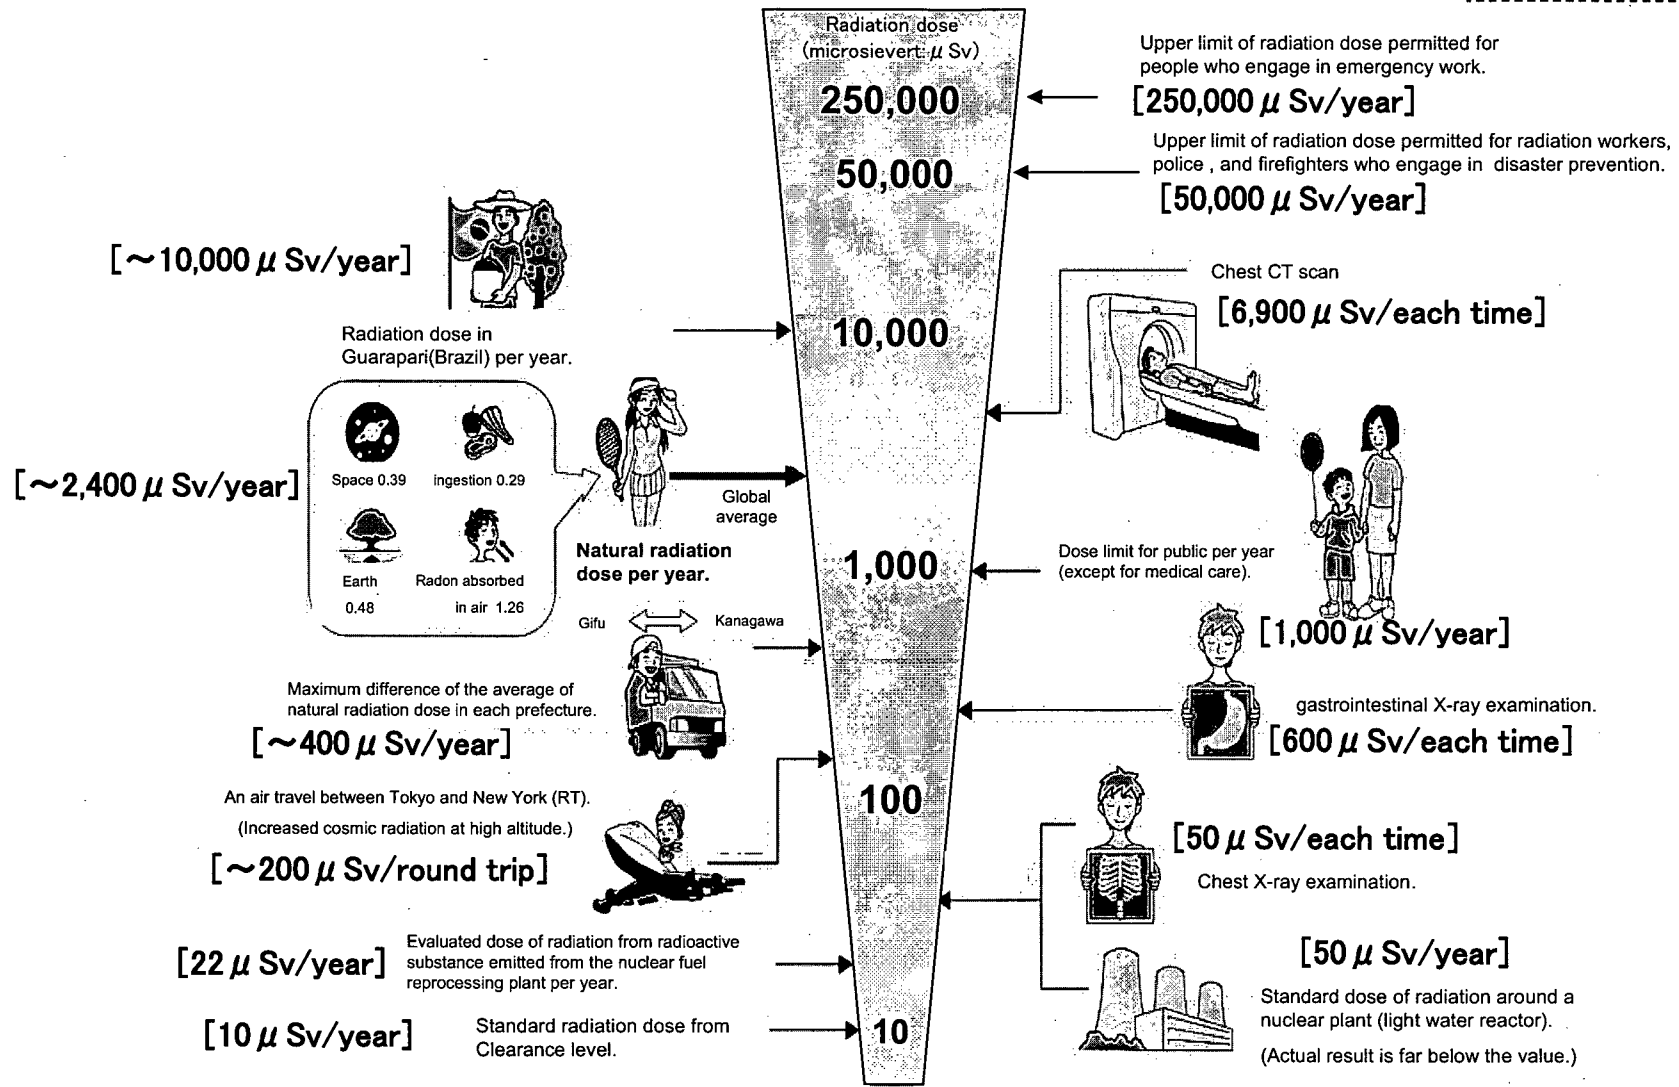 Radiation dose
(microsievert: μ Sv)
250,000
50,000
10,000
1,000
100
10
Upper limit of radiation dose permitted for
people who engage in emergency work.
[250,000 μ Sv/year]
Upper limit of radiation dose permitted for radiation workers,
police , and firefighters who engage in disaster prevention.
[50,000 μ Sv/year]
[~10,000 μ Sv/year]
Radiation dose in
Guarapari(Brazil) per year.
Chest CT scan
[6,900 μ Sv/each time]
[~2,400 μ Sv/year]
Space 0.39
ingestion 0.29
Earth
0.48
Radon absorbed
in air 1.26
Global
average
Natural radiation
dose per year.
Dose limit for public per year
(except for medical care).
[1,000 μ Sv/year]
Gifu
Kanagawa
Maximum difference of the average of
natural radiation dose in each prefecture.
[~400 μ Sv/year]
gastrointestinal X-ray examination.
[600 μ Sv/each time]
An air travel between Tokyo and New York (RT).
(Increased cosmic radiation at high altitude.)
[~200 μ Sv/round trip]
[50 μ Sv/each time]
Chest X-ray examination.
[22 μ Sv/year]
Evaluated dose of radiation from radioactive
substance emitted from the nuclear fuel
reprocessing plant per year.
[50 μ Sv/year]
Standard dose of radiation around a
nuclear plant (light water reactor).
(Actual result is far below the value.)
[10 μ Sv/year]
Standard radiation dose from
Clearance level.